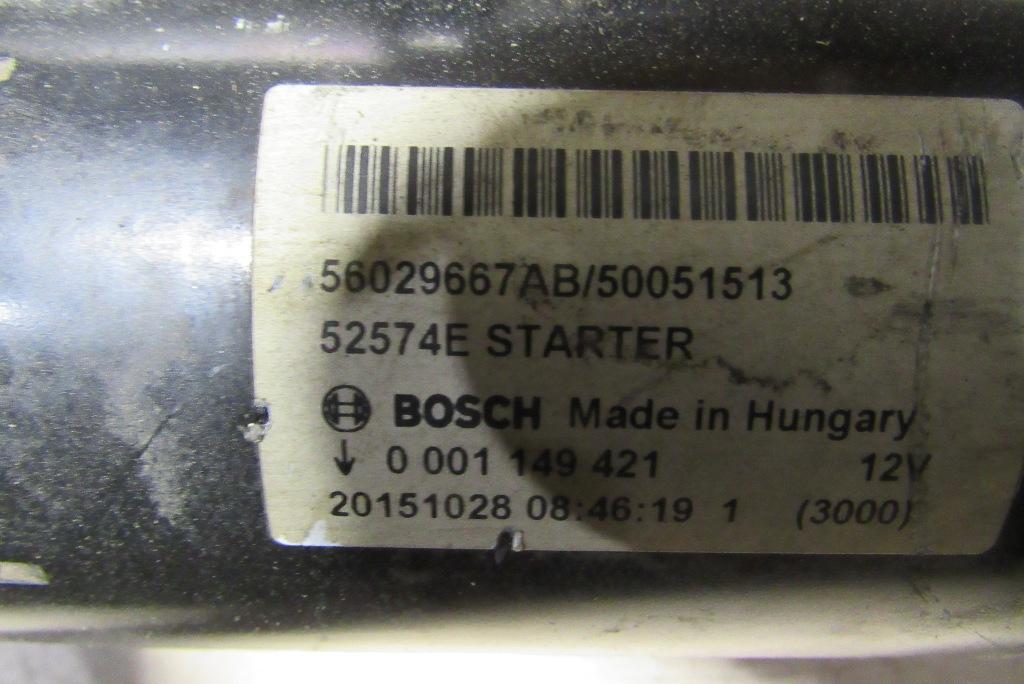 56029667AB/50051513
52574E STARTER
BOSCH Made in Hungary
↓ 0 001 149 421 12V
20151028 08:46:19 1 (3000)